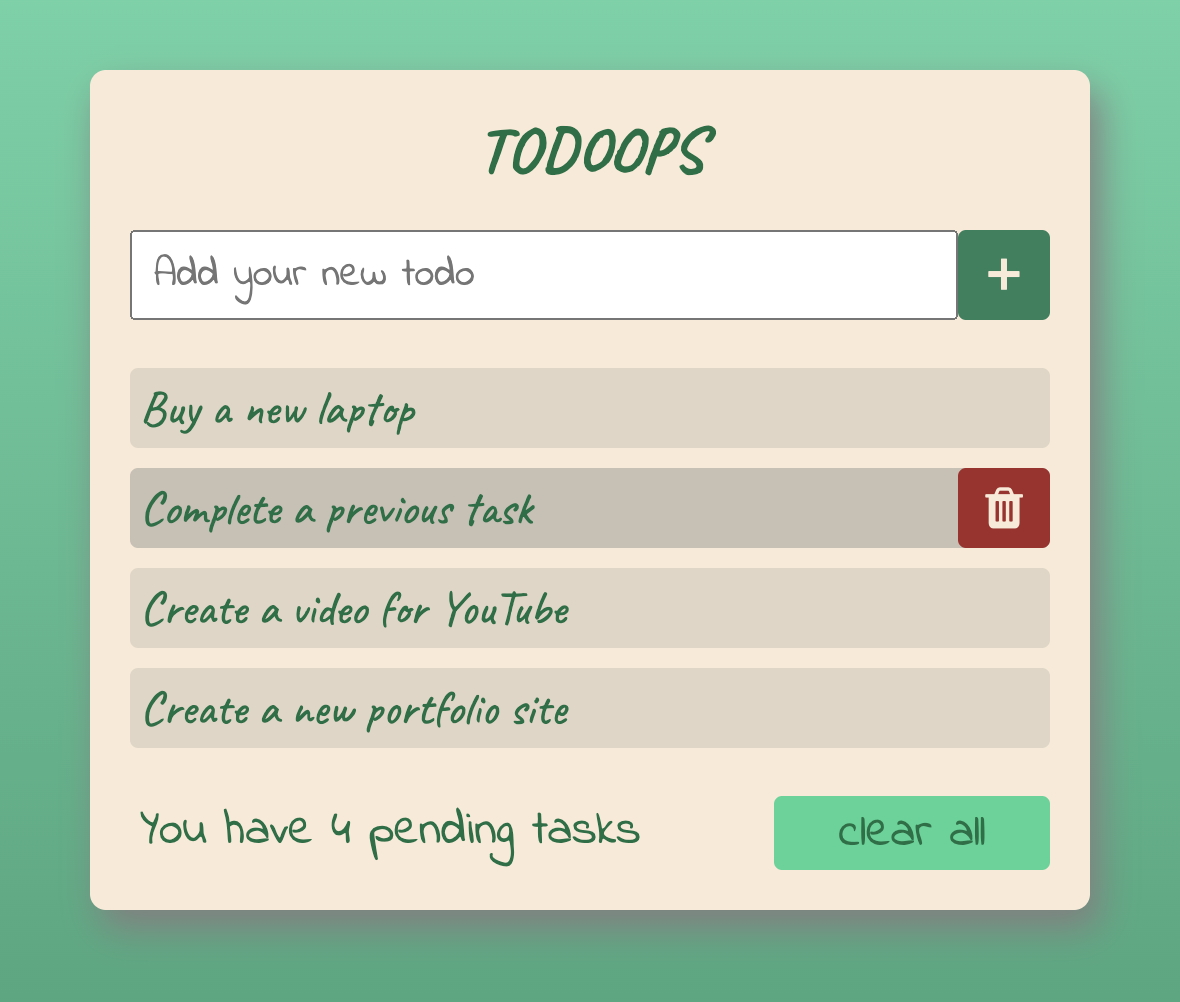 TODOOPS
Add your new todo
+
Buy a new laptop
Complete a previous task
Create a video for YouTube
Create a new portfolio site
You have 4 pending tasks
clear all